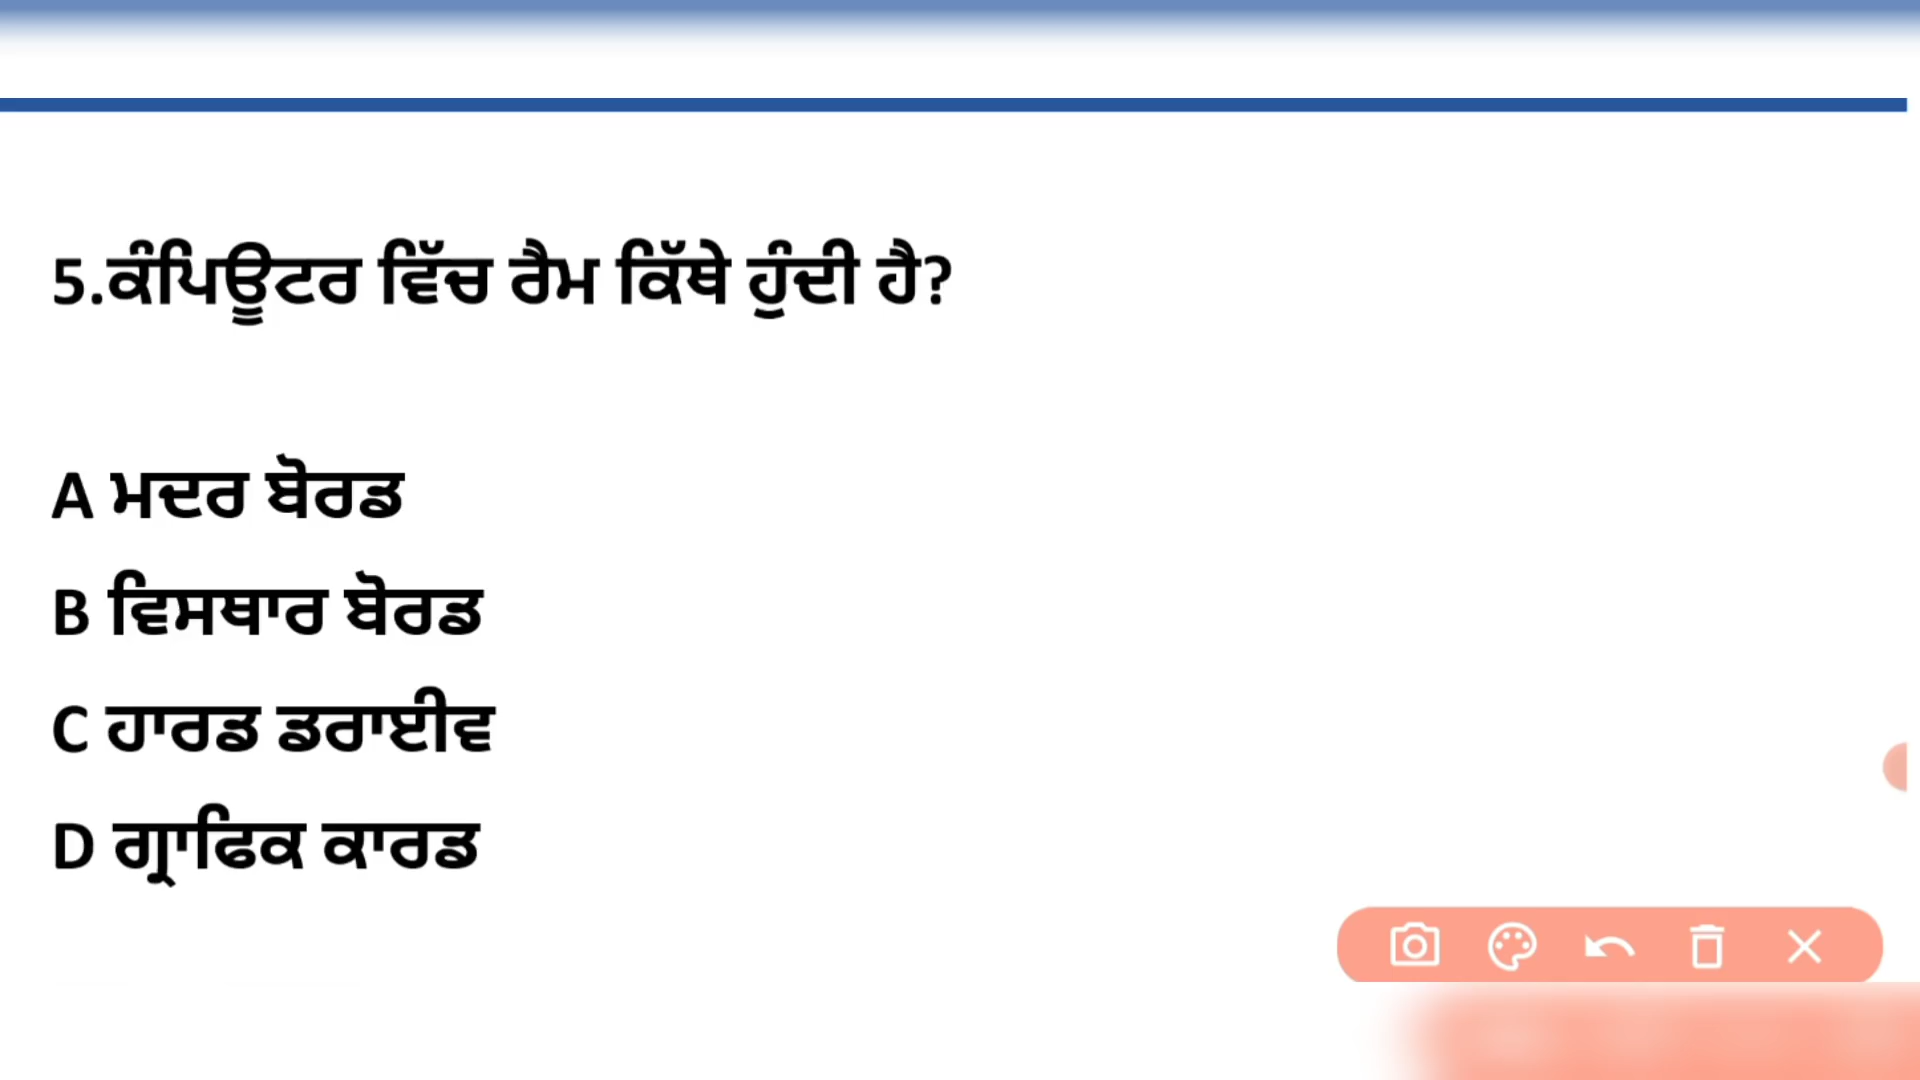 5.ਕੰਪਿਊਟਰ ਵਿੱਚ ਰੈਮ ਕਿੱਥੇ ਹੁੰਦੀ ਹੈ?
A ਮਦਰ ਬੋਰਡ
B ਵਿਸਥਾਰ ਬੋਰਡ
C ਹਾਰਡ ਡਰਾਈਵ
D ਗ੍ਰਾਫਿਕ ਕਾਰਡ